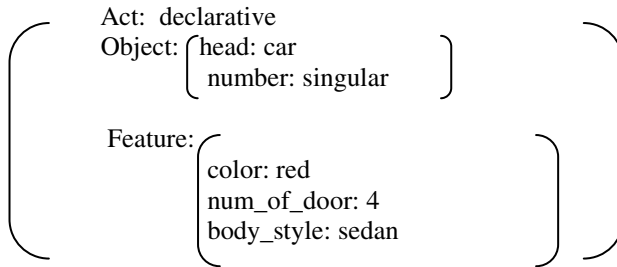 Act: declarative
Object: head: car
number: singular
Feature:
color: red
num_of_door: 4
body_style: sedan